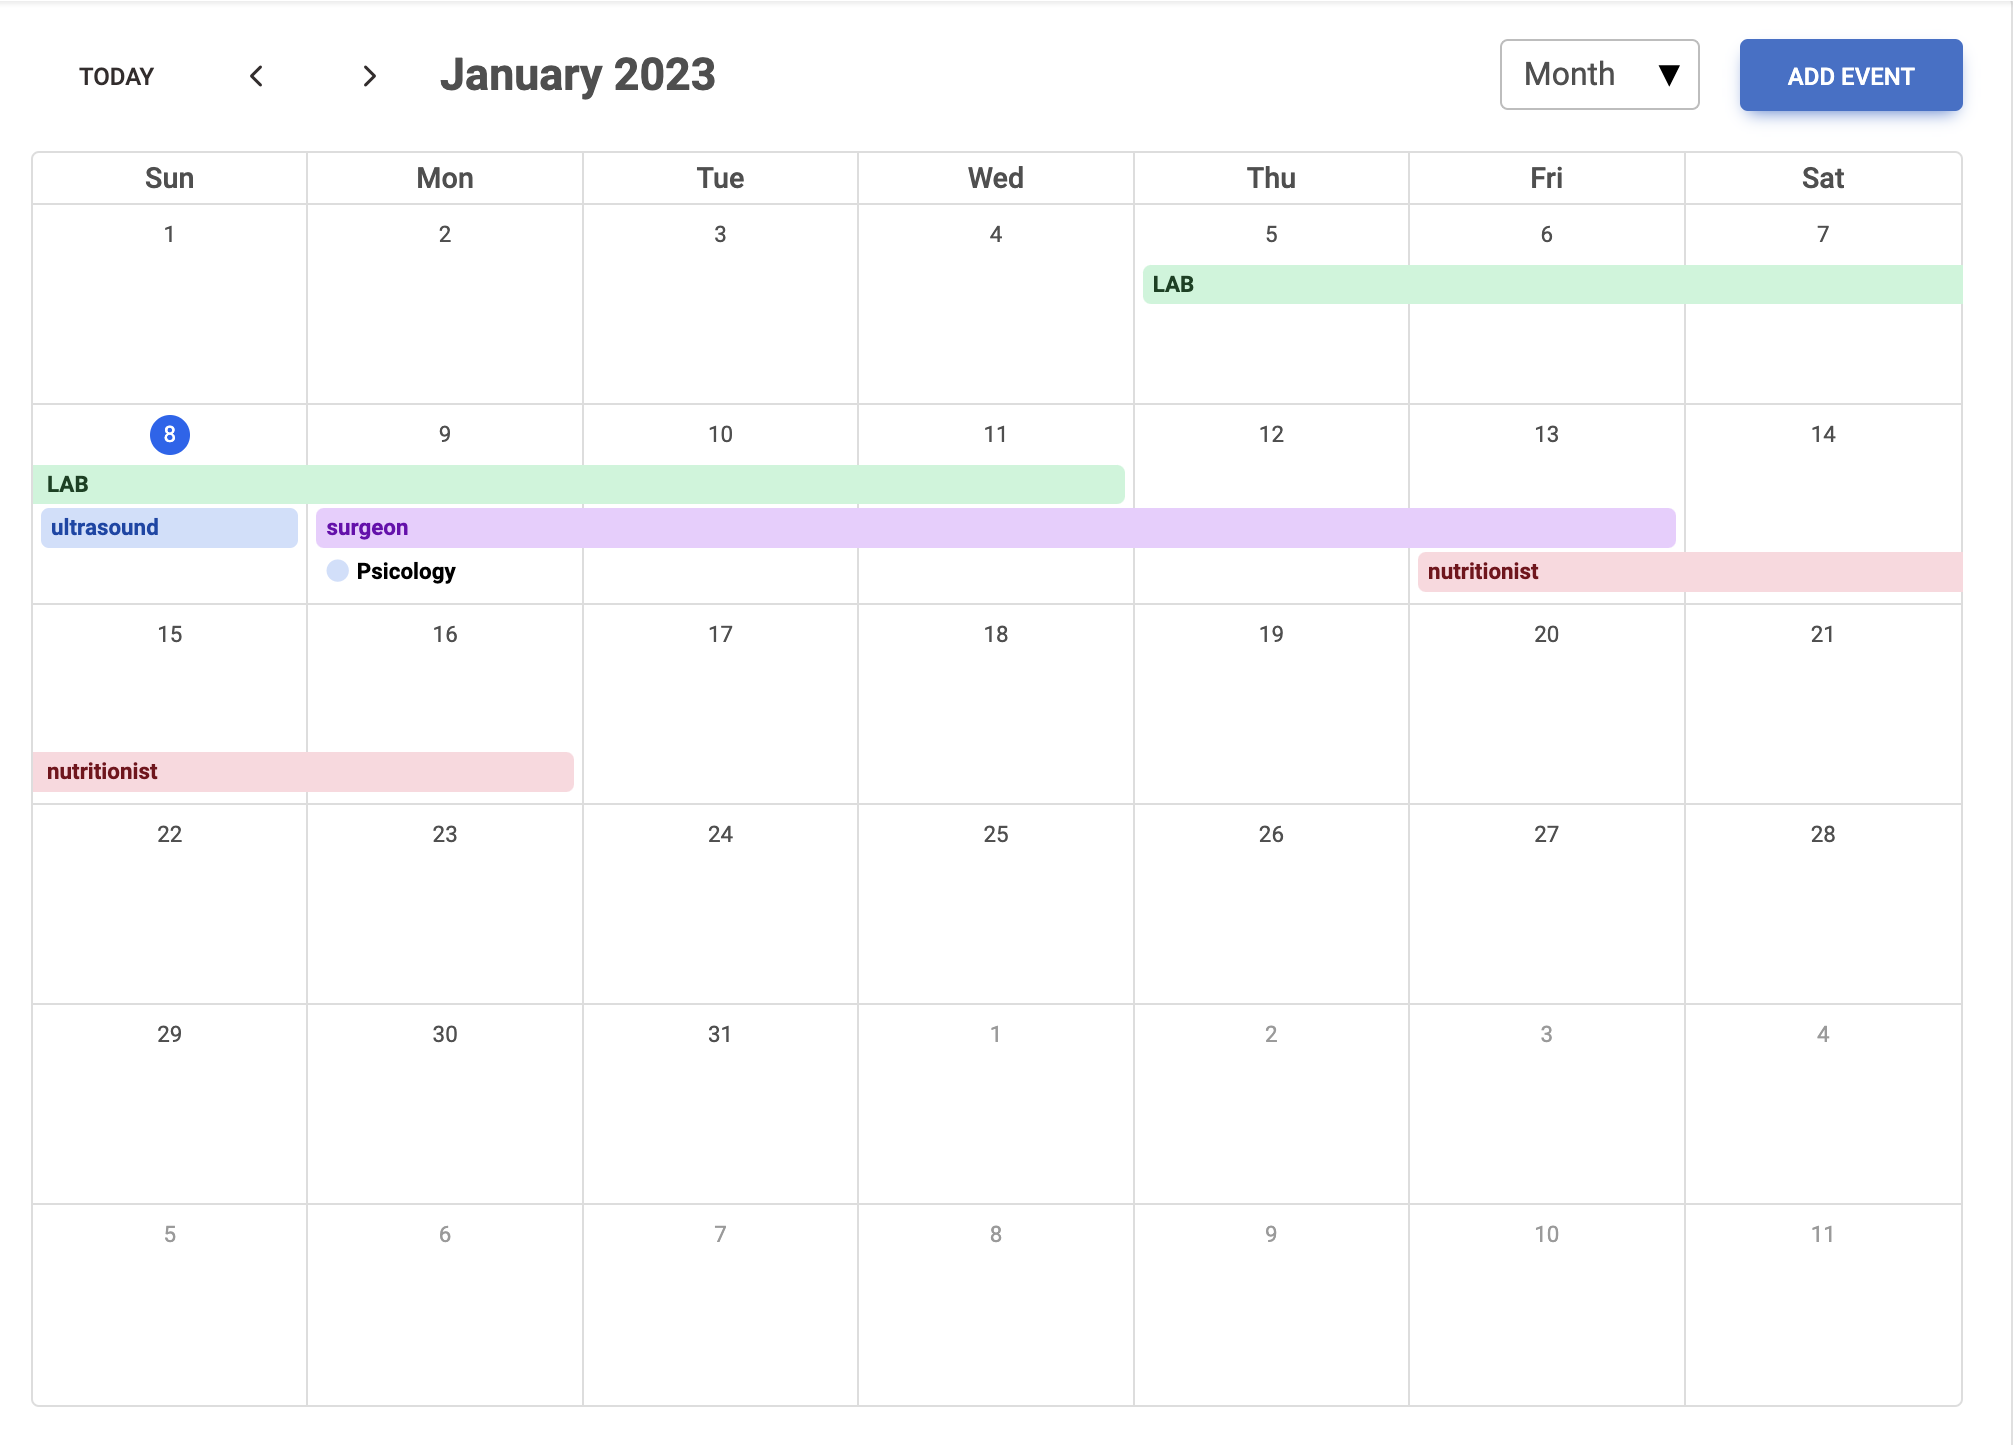 TODAY January 2023 Month ADD EVENT
Sun Mon Tue Wed Thu Fri Sat
1 2 3 4 5 6 7
LAB
8 9 10 11 12 13 14
LAB
ultrasound surgeon
Psicology nutritionist
15 16 17 18 19 20 21
nutritionist
22 23 24 25 26 27 28
29 30 31 1 2 3 4
5 6 7 8 9 10 11